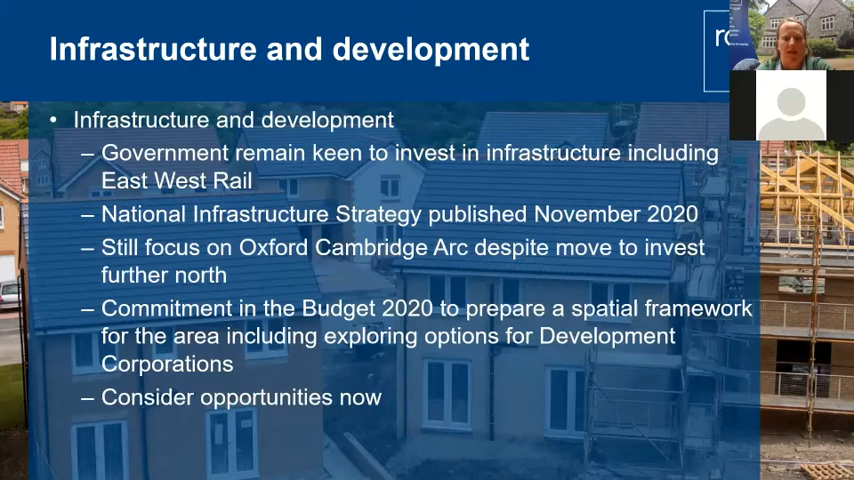 Infrastructure and development
• Infrastructure and development
– Government remain keen to invest in infrastructure including
East West Rail
– National Infrastructure Strategy published November 2020
– Still focus on Oxford Cambridge Arc despite move to invest
further north
– Commitment in the Budget 2020 to prepare a spatial framework
for the area including exploring options for Development
Corporations
– Consider opportunities now